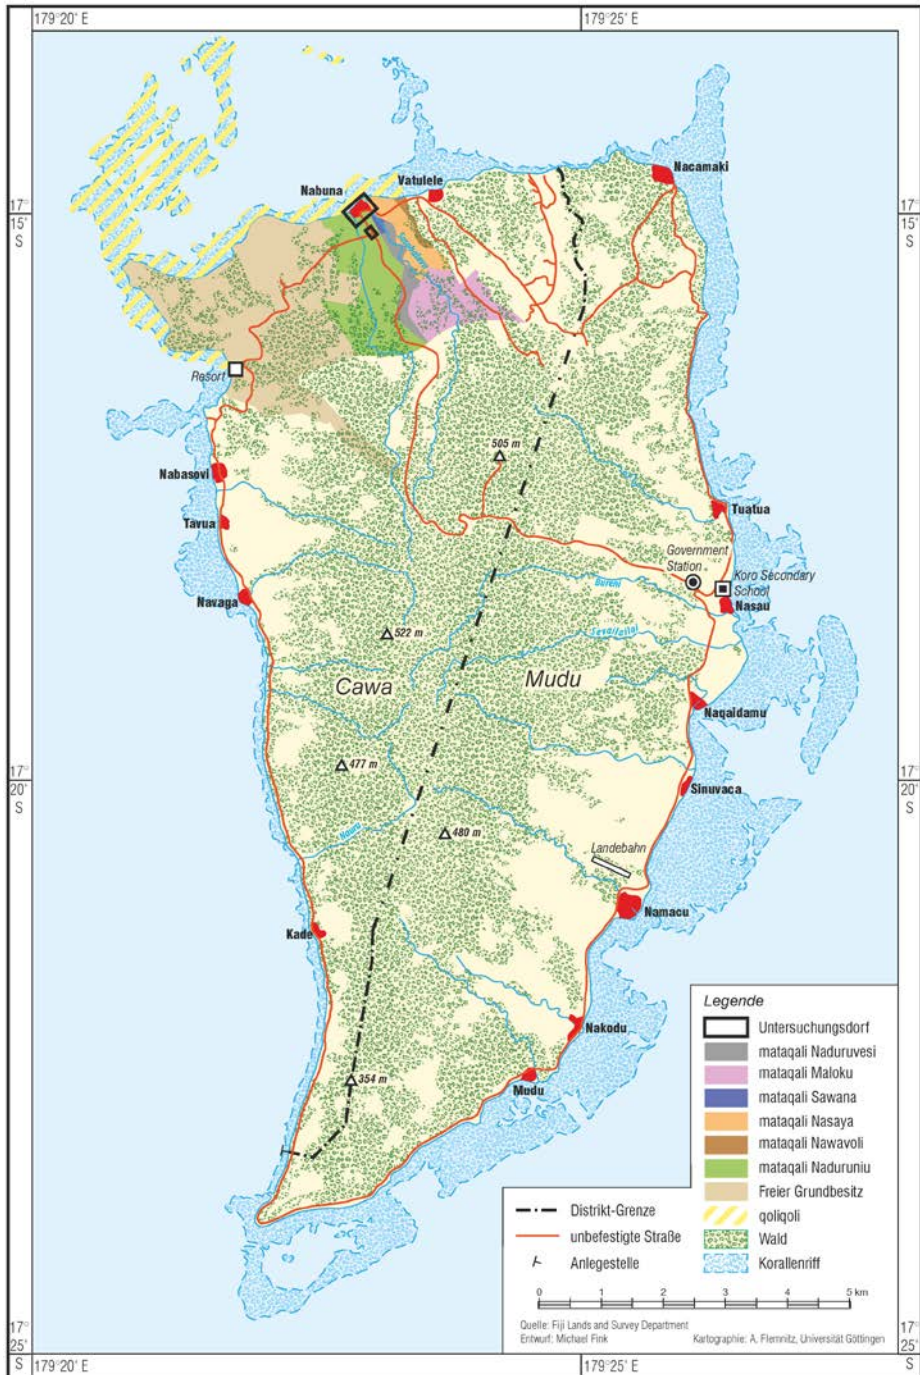 179°20' E
179°25' E
Nacamaki
Vatulele
Nabuna
17°
15'
S
17°
15'
S
Resort
505 m
Nabasovi
Tuatua
Tavua
Government
Station
Koro Secondary
School
Bureni
Navaga
Nasau
522 m
Cawa
Mudu
Naqaidamu
477 m
17°
20'
S
17°
20'
S
Sinuvaca
Nauru
480 m
Landebahn
Namacu
Kade
Nakodu
Mudu
354 m
Legende
Untersuchungsdorf
mataqali Naduruvesi
mataqali Maloku
mataqali Sawana
mataqali Nasaya
mataqali Nawavoli
mataqali Naduruniu
Freier Grundbesitz
qoliqoli
Wald
Korallenriff
Distrikt-Grenze
unbefestigte Straße
Anlegestelle
0 1 2 3 4 5 km
Quelle: Fiji Lands and Survey Department
Entwurf: Michael Fink
Kartographie: A. Flemnitz, Universität Göttingen
17°
25'
S
17°
25'
S
179°20' E
179°25' E